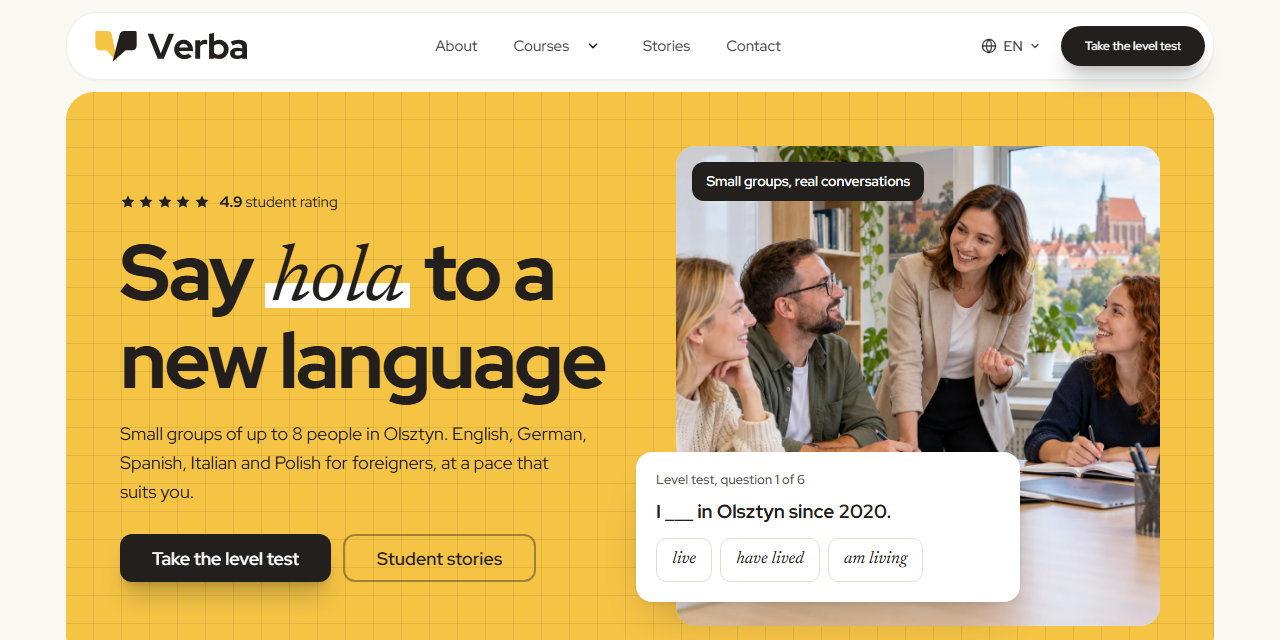 Verba
About
Courses
Stories
Contact
EN
Take the level test
4.9 student rating
Say hola to a
new language
Small groups of up to 8 people in Olsztyn. English, German,
Spanish, Italian and Polish for foreigners, at a pace that
suits you.
Take the level test
Student stories
Small groups, real conversations
Level test, question 1 of 6
I ___ in Olsztyn since 2020.
live
have lived
am living